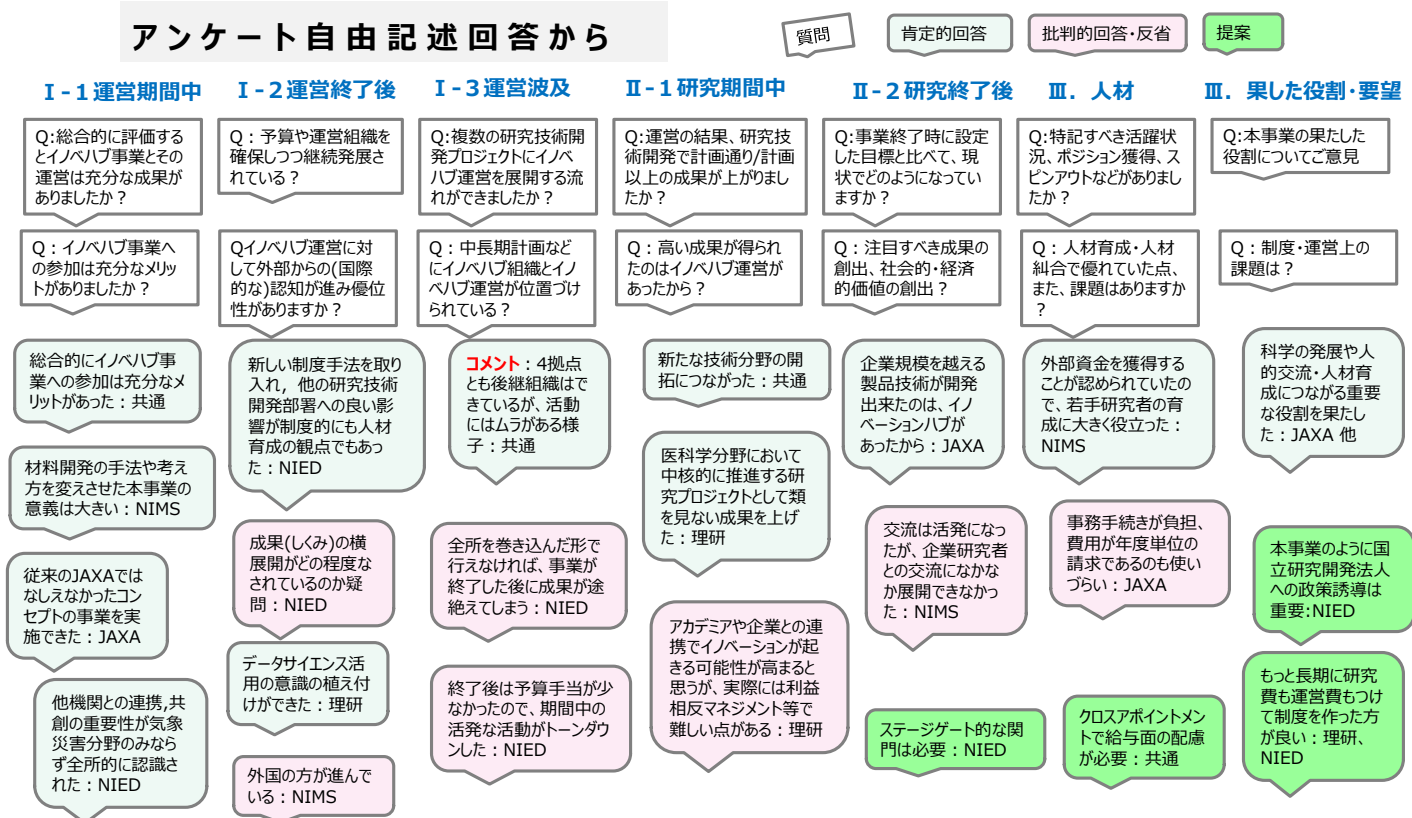 アンケート自由記述回答から
質問
肯定的回答
批判的回答・反省
提案
Ⅰ-1運営期間中
Ⅰ-2運営終了後
Ⅰ-3運営波及
Ⅱ-1研究期間中
Ⅱ-2研究終了後
Ⅲ．人材
Ⅲ．果した役割・要望
Q:総合的に評価する
とイノベハブ事業とその
運営は充分な成果が
ありましたか？
Q：予算や運営組織を
確保しつつ継続発展さ
れている？
Q:複数の研究技術開
発プロジェクトにイノベ
ハブ運営を展開する流
れができましたか？
Q:運営の結果、研究技
術開発で計画通り/計画
以上の成果が上がりまし
たか？
Q:事業終了時に設定
した目標と比べて、現
状でどのようになってい
ますか？
Q:特記すべき活躍状
況、ポジション獲得、ス
ピンアウトなどがありまし
たか？
Q:本事業の果たした
役割についてご意見
Q：イノベハブ事業へ
の参加は充分なメリッ
トがありましたか？
Qイノベハブ運営に対
して外部からの(国際
的な)認知が進み優位
性がありますか？
Q：中長期計画など
にイノベハブ組織とイノ
ベハブ運営が位置づけ
られている？
Q：高い成果が得られ
たのはイノベハブ運営が
あったから？
Q：注目すべき成果の
創出、社会的・経済
的価値の創出？
Q：人材育成・人材
糾合で優れていた点、
また、課題はありますか
？
Q：制度・運営上の
課題は？
総合的にイノベハブ事
業への参加は充分なメ
リットがあった：共通
材料開発の手法や考え
方を変えさせた本事業の
意義は大きい：NIMS
従来のJAXAでは
なしえなかったコン
セプトの事業を実
施できた：JAXA
他機関との連携,共
創の重要性が気象
災害分野のみなら
ず全所的に認識さ
れた：NIED
新しい制度手法を取り
入れ，他の研究技術
開発部署への良い影
響が制度的にも人材
育成の観点でもあっ
た：NIED
成果(しくみ)の横
展開がどの程度な
されているのか疑
問：NIED
データサイエンス活
用の意識の植え付
けができた：理研
外国の方が進んで
いる：NIMS
コメント：4拠点
とも後継組織はで
きているが、活動
にはムラがある様
子：共通
全所を巻き込んだ形で
行えなければ、事業が
終了した後に成果が途
絶えてしまう：NIED
終了後は予算手当が少
なかったので、期間中の
活発な活動がトーンダウ
ンした：NIED
新たな技術分野の開
拓につながった：共通
医科学分野において
中核的に推進する研
究プロジェクトとして類
を見ない成果を上げ
た：理研
アカデミアや企業との連
携でイノベーションが起
きる可能性が高まると
思うが、実際には利益
相反マネジメント等で
難しい点がある：理研
企業規模を越える
製品技術が開発
出来たのは、イノ
ベーションハブが
あったから：JAXA
交流は活発になっ
たが、企業研究者
との交流になかな
か展開できなかっ
た：NIMS
ステージゲート的な関
門は必要：NIED
外部資金を獲得する
ことが認められていたの
で、若手研究者の育
成に大きく役立った：
NIMS
事務手続きが負担、
費用が年度単位の
請求であるのも使い
づらい：JAXA
クロスアポイントメン
トで給与面の配慮
が必要：共通
科学の発展や人
的交流・人材育
成につながる重要
な役割を果たし
た：JAXA 他
本事業のように国
立研究開発法人
への政策誘導は
重要:NIED
もっと長期に研究
費も運営費もつけ
て制度を作った方
が良い：理研、
NIED